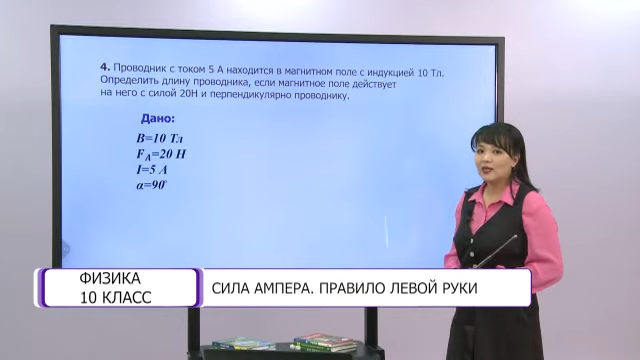 4. Проводник с током 5 А находится в магнитном поле с индукцией 10 Тл.
Определить длину проводника, если магнитное поле действует
на него с силой 20Н и перпендикулярно проводнику.
Дано:
B=10 Тл
F_A=20 Н
I=5 А
α=90°
ФИЗИКА
10 КЛАСС
СИЛА АМПЕРА. ПРАВИЛО ЛЕВОЙ РУКИ